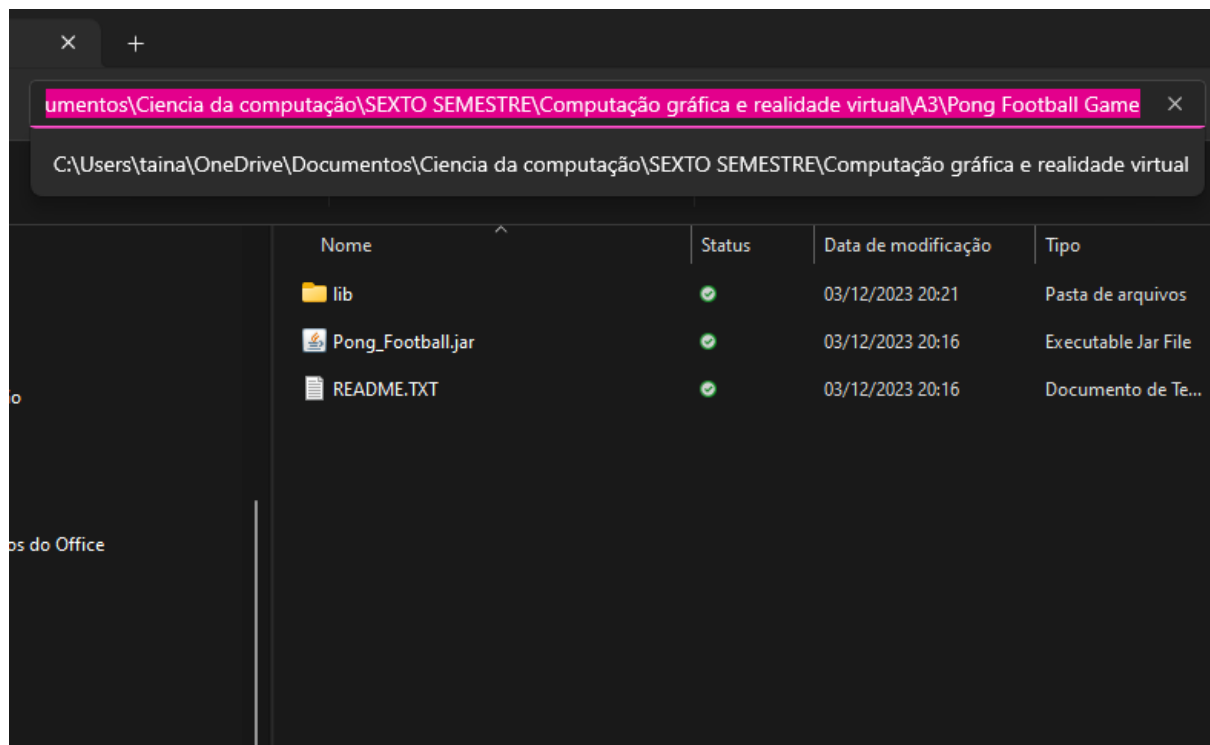 umentos\Ciencia da computação\SEXTO SEMESTRE\Computação gráfica e realidade virtual\A3\Pong Football Game
C:\Users\taina\OneDrive\Documentos\Ciencia da computação\SEXTO SEMESTRE\Computação gráfica e realidade virtual
Nome Status Data de modificação Tipo
lib 03/12/2023 20:21 Pasta de arquivos
Pong_Football.jar 03/12/2023 20:16 Executable Jar File
README.TXT 03/12/2023 20:16 Documento de Te...
io
os do Office